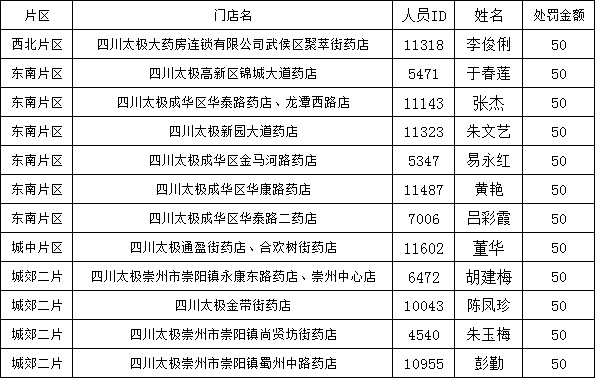 片区 门店名 人员ID 姓名 处罚金额
西北片区 四川太极大药房连锁有限公司武侯区聚萃街药店 11318 李俊俐 50
东南片区 四川太极高新区锦城大道药店 5471 于春莲 50
东南片区 四川太极成华区华泰路药店、龙潭西路店 11143 张杰 50
东南片区 四川太极新园大道药店 11323 朱文艺 50
东南片区 四川太极成华区金马河路药店 5347 易永红 50
东南片区 四川太极成华区华康路药店 11487 黄艳 50
东南片区 四川太极成华区华泰路二药店 7006 吕彩霞 50
城中片区 四川太极通盈街药店、合欢树街药店 11602 董华 50
城郊二片 四川太极崇州市崇阳镇永康东路药店、崇州中心店 6472 胡建梅 50
城郊二片 四川太极金带街药店 10043 陈凤珍 50
城郊二片 四川太极崇州市崇阳镇尚贤坊街药店 4540 朱玉梅 50
城郊二片 四川太极崇州市崇阳镇蜀州中路药店 10955 彭勤 50